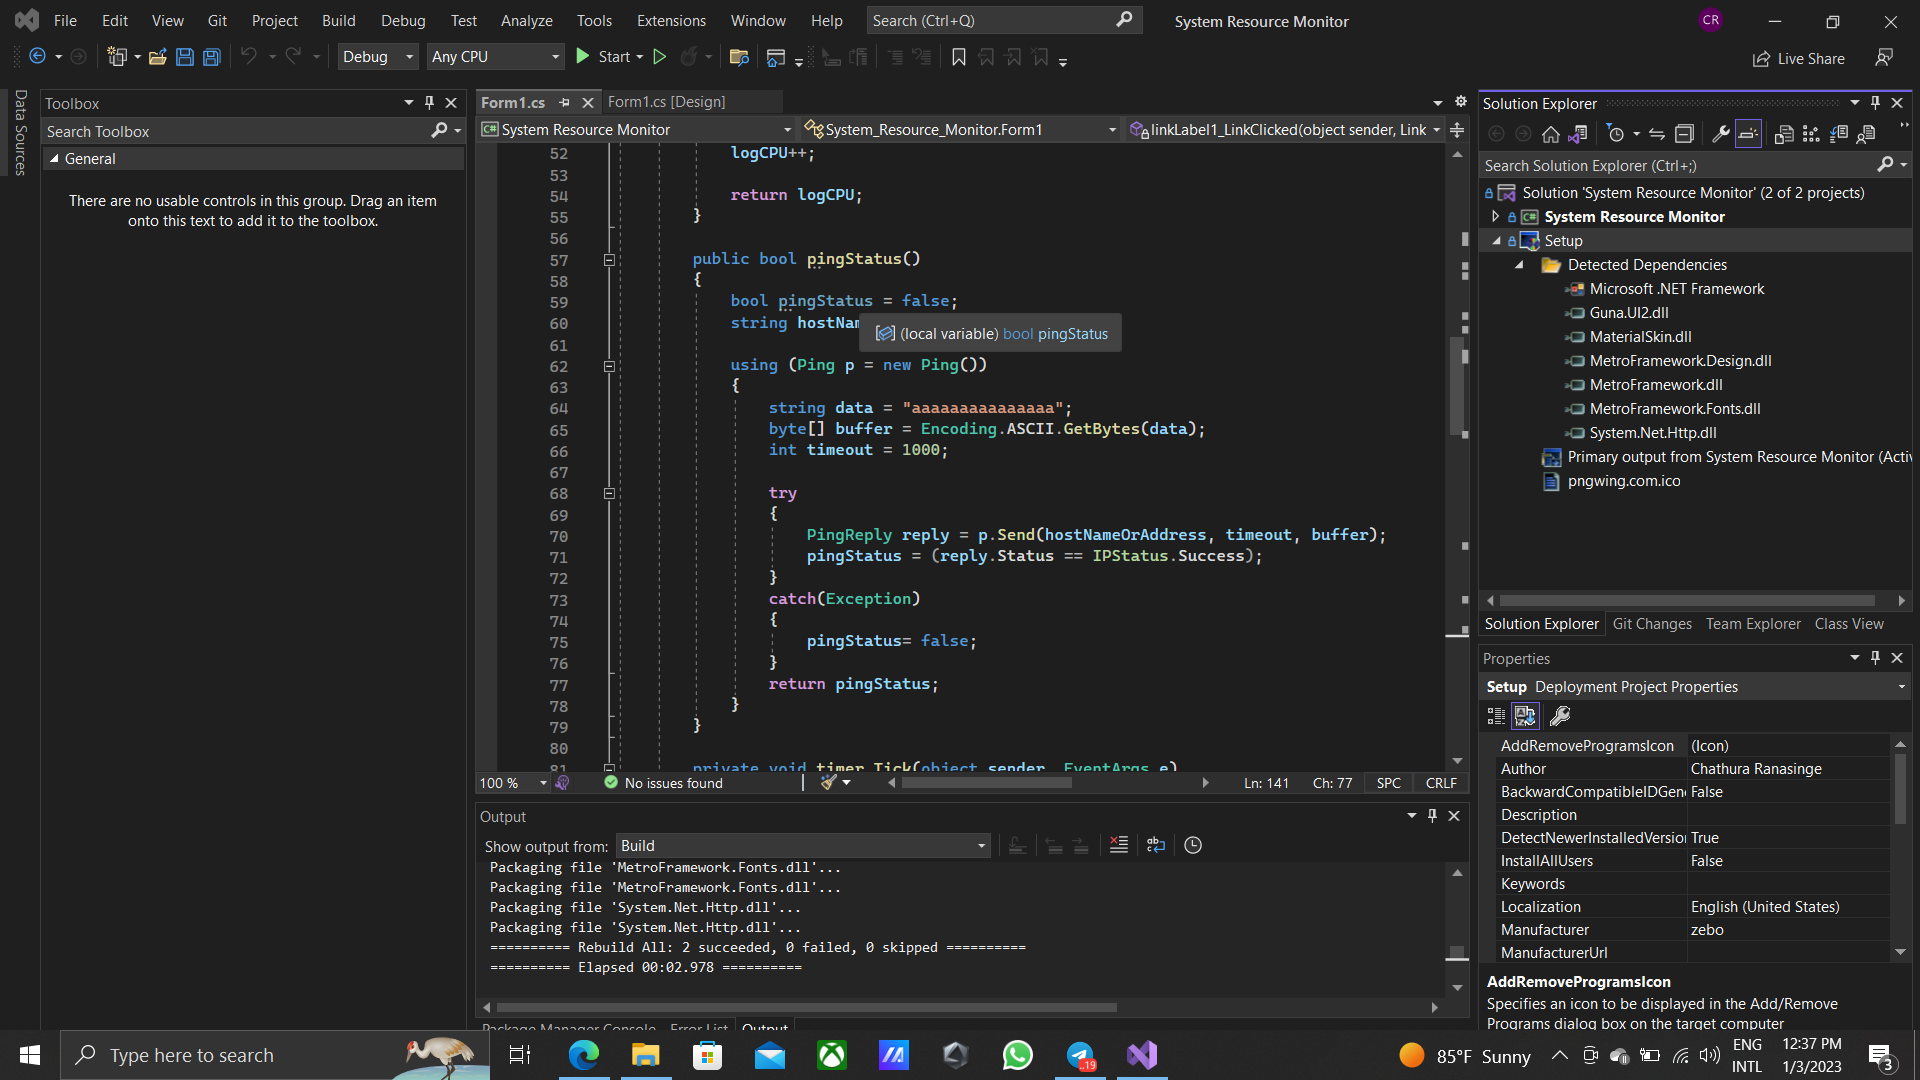 File Edit View Git Project Build Debug Test Analyze Tools Extensions Window Help Search (Ctrl+Q) System Resource Monitor CR
Debug Any CPU Start Live Share
Data Sources
Toolbox
Search Toolbox
General
There are no usable controls in this group. Drag an item
onto this text to add it to the toolbox.
Form1.cs Form1.cs [Design]
C# System Resource Monitor System_Resource_Monitor.Form1 linkLabel1_LinkClicked(object sender, Link
52 logCPU++;
53
54 return logCPU;
55 }
56
57 public bool pingStatus()
58 {
59 bool pingStatus = false;
60 string hostNam
(local variable) bool pingStatus
61
62 using (Ping p = new Ping())
63 {
64 string data = "aaaaaaaaaaaaaaa";
65 byte[] buffer = Encoding.ASCII.GetBytes(data);
66 int timeout = 1000;
67
68 try
69 {
70 PingReply reply = p.Send(hostNameOrAddress, timeout, buffer);
71 pingStatus = (reply.Status == IPStatus.Success);
72 }
73 catch(Exception)
74 {
75 pingStatus= false;
76 }
77 return pingStatus;
78 }
79 }
80
81 private void timer_Tick(object sender, EventArgs e)
100 % No issues found Ln: 141 Ch: 77 SPC CRLF
Output
Show output from: Build
Packaging file 'MetroFramework.Fonts.dll'...
Packaging file 'MetroFramework.Fonts.dll'...
Packaging file 'System.Net.Http.dll'...
Packaging file 'System.Net.Http.dll'...
========== Rebuild All: 2 succeeded, 0 failed, 0 skipped ==========
========== Elapsed 00:02.978 ==========
Package Manager Console Error List Output
Solution Explorer
Search Solution Explorer (Ctrl+;)
Solution 'System Resource Monitor' (2 of 2 projects)
C# System Resource Monitor
Setup
Detected Dependencies
Microsoft .NET Framework
Guna.UI2.dll
MaterialSkin.dll
MetroFramework.Design.dll
MetroFramework.dll
MetroFramework.Fonts.dll
System.Net.Http.dll
Primary output from System Resource Monitor (Activ
pngwing.com.ico
Solution Explorer Git Changes Team Explorer Class View
Properties
Setup Deployment Project Properties
AddRemoveProgramsIcon (Icon)
Author Chathura Ranasinge
BackwardCompatibleIDGene False
Description
DetectNewerInstalledVersion True
InstallAllUsers False
Keywords
Localization English (United States)
Manufacturer zebo
ManufacturerUrl
AddRemoveProgramsIcon
Specifies an icon to be displayed in the Add/Remove
Programs dialog box on the target computer
Type here to search ..19 85°F Sunny ENG INTL 12:37 PM 1/3/2023 3